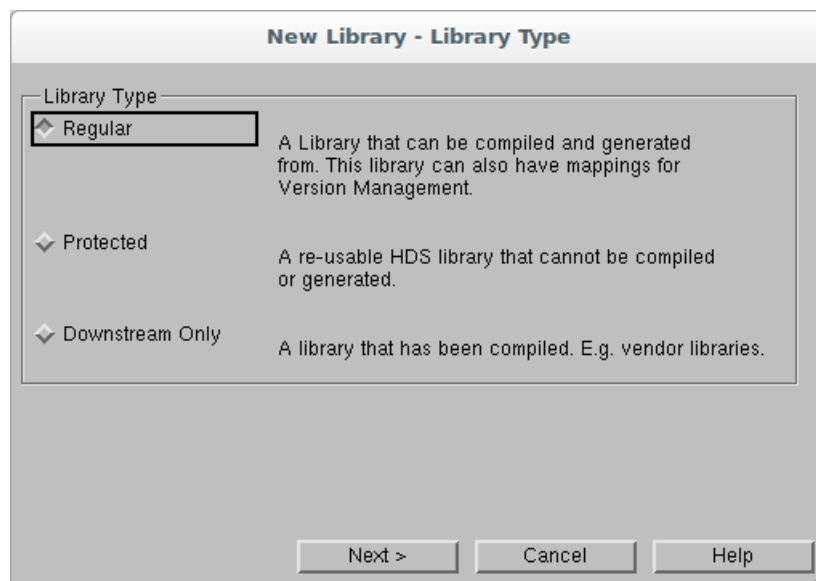 New Library - Library Type
Library Type
Regular
A Library that can be compiled and generated
from. This library can also have mappings for
Version Management.
Protected
A re-usable HDS library that cannot be compiled
or generated.
Downstream Only
A library that has been compiled. E.g. vendor libraries.
Next >
Cancel
Help